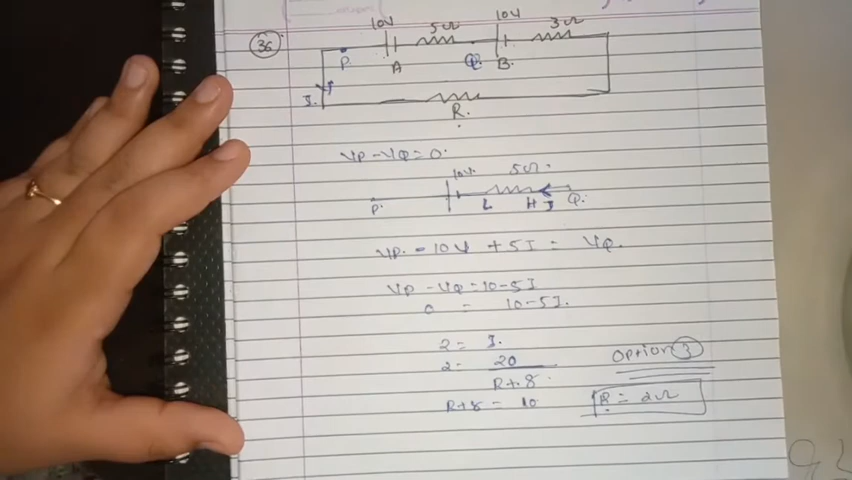 36
10V 5Ω 10V 3Ω
P. A Q. B.
I.
R.
VP - VQ = 0.
10V. 5Ω.
P. L H I Q.
VP. - 10V + 5I = VQ.
VP - VQ = 10 - 5I
0 = 10 - 5I.
2 = I.
2 = 20
R+8.
Option 3
R+8 = 10
R = 2Ω